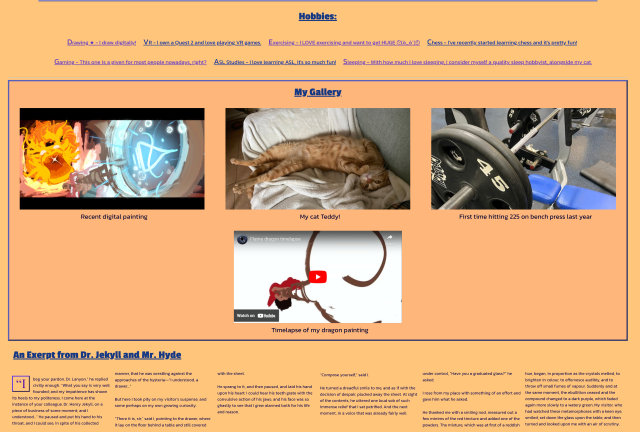 Hobbies:
Drawing ★ - I draw digitally! VR - I own a Quest 2 and love playing VR games. Exercising - I LOVE exercising and want to get HUGE Chess - I've recently started learning chess and it's pretty fun!
Gaming - This one is a given for most people nowadays, right? ASL Studies - I love learning ASL, it's so much fun! Sleeping - With how much I love sleeping, I consider myself a quality sleep hobbyist, alongside my cat.
My Gallery
45
Recent digital painting
My cat Teddy!
First time hitting 225 on bench press last year
dragon timelapse
Watch on YouTube
Timelapse of my dragon painting
An Exerpt from Dr. Jekyll and Mr. Hyde
"I
beg your pardon, Dr. Lanyon," he replied
civilly enough. "What you say is very well
founded; and my impatience has shown
its heels to my politeness. I come here at the
instance of your colleague, Dr. Henry Jekyll, on a
piece of business of some moment; and I
understood..." He paused and put his hand to his
throat, and I could see, in spite of his collected
manner, that he was wrestling against the
approaches of the hysteria—"I understood, a
drawer..."
But here I took pity on my visitor's suspense, and
some perhaps on my own growing curiosity.
"There it is, sir," said I, pointing to the drawer, where
it lay on the floor behind a table and still covered
with the sheet.
He sprang to it, and then paused, and laid his hand
upon his heart; I could hear his teeth grate with the
convulsive action of his jaws; and his face was so
ghastly to see that I grew alarmed both for his life
and reason.
"Compose yourself," said I.
He turned a dreadful smile to me, and as if with the
decision of despair, plucked away the sheet. At sight
of the contents, he uttered one loud sob of such
immense relief that I sat petrified. And the next
moment, in a voice that was already fairly well
under control, "Have you a graduated glass?" he
asked.
I rose from my place with something of an effort and
gave him what he asked.
He thanked me with a smiling nod, measured out a
few minims of the red tincture and added one of the
powders. The mixture, which was at first of a reddish
hue, began, in proportion as the crystals melted, to
brighten in colour, to effervesce audibly, and to
throw off small fumes of vapour. Suddenly and at
the same moment, the ebullition ceased and the
compound changed to a dark purple, which faded
again more slowly to a watery green. My visitor, who
had watched these metamorphoses with a keen eye,
smiled, set down the glass upon the table, and then
turned and looked upon me with an air of scrutiny.